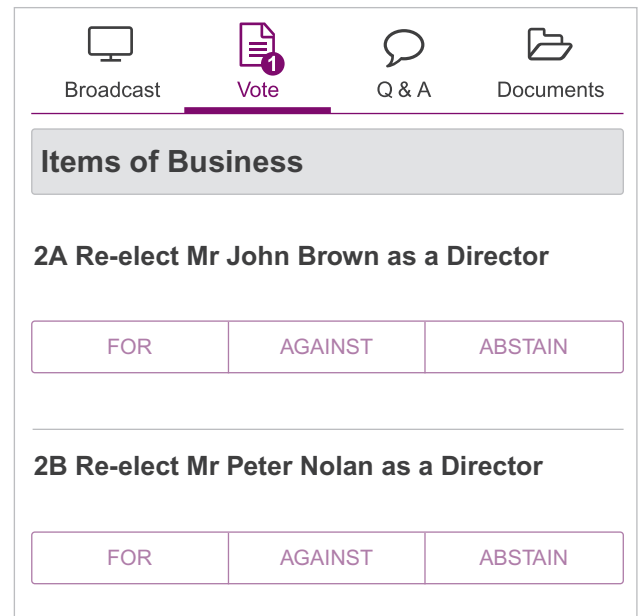 1
Broadcast Vote Q & A Documents
Items of Business
2A Re-elect Mr John Brown as a Director
FOR AGAINST ABSTAIN
2B Re-elect Mr Peter Nolan as a Director
FOR AGAINST ABSTAIN